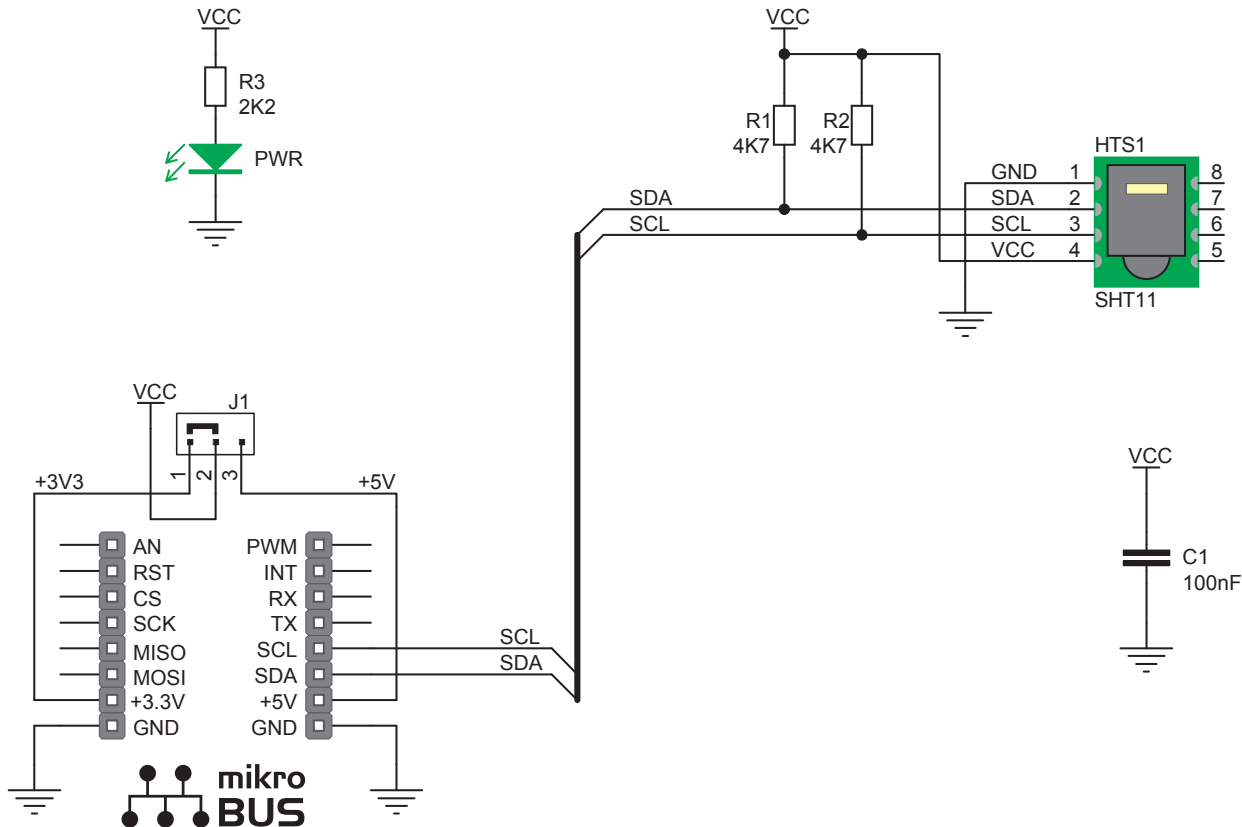 VCC
R3
2K2
PWR
VCC
R1
4K7
R2
4K7
HTS1
GND 1
SDA 2
SCL 3
VCC 4
8
7
6
5
SHT11
SDA
SCL
VCC
J1
1
2
3
+3V3
+5V
AN
RST
CS
SCK
MISO
MOSI
+3.3V
GND
PWM
INT
RX
TX
SCL
SDA
+5V
GND
SCL
SDA
VCC
C1
100nF
mikro
BUS